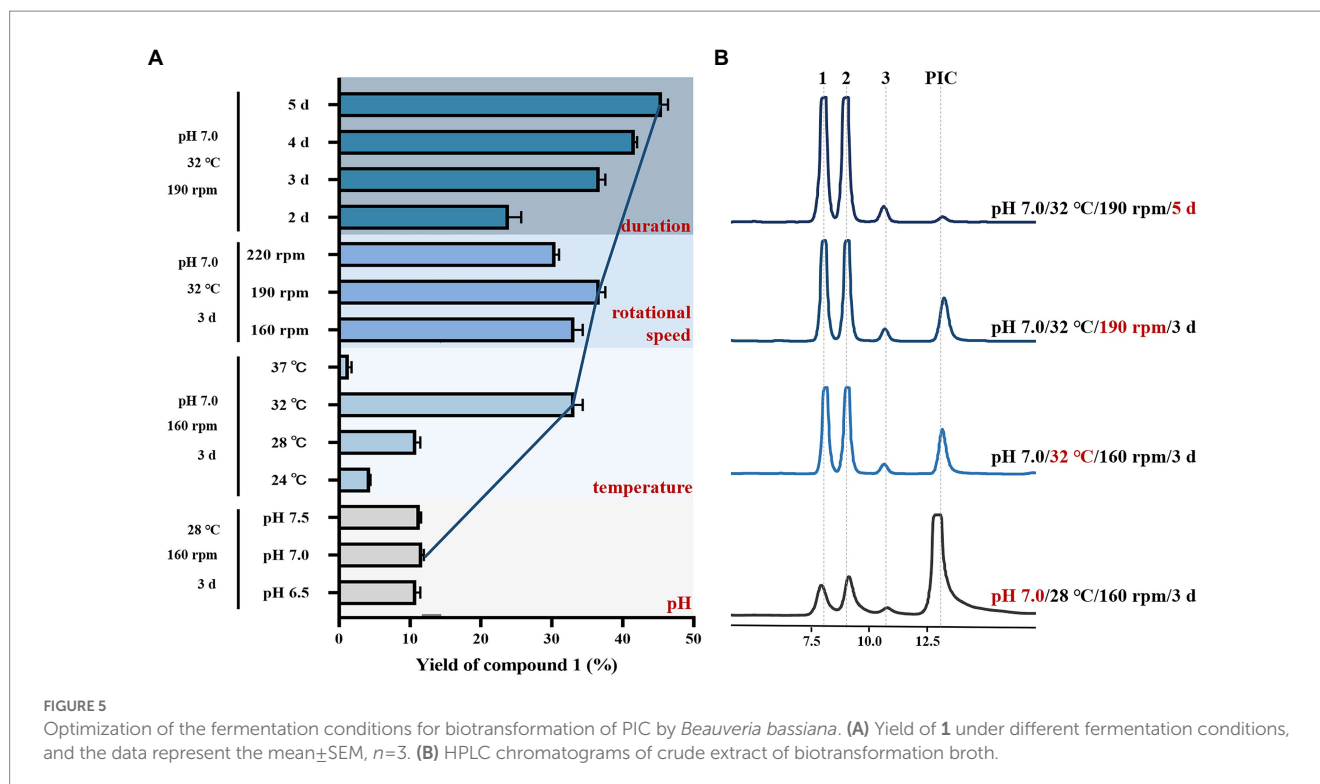 A
pH 7.0
32 °C
190 rpm
5 d
4 d
3 d
2 d
duration
pH 7.0
32 °C
3 d
220 rpm
190 rpm
160 rpm
rotational
speed
pH 7.0
160 rpm
3 d
37 °C
32 °C
28 °C
24 °C
temperature
28 °C
160 rpm
3 d
pH 7.5
pH 7.0
pH 6.5
pH
0 10 20 30 40 50
Yield of compound 1 (%)
B
1 2 3 PIC
pH 7.0/32 °C/190 rpm/5 d
pH 7.0/32 °C/190 rpm/3 d
pH 7.0/32 °C/160 rpm/3 d
pH 7.0/28 °C/160 rpm/3 d
7.5 10.0 12.5
FIGURE 5
Optimization of the fermentation conditions for biotransformation of PIC by Beauveria bassiana. (A) Yield of 1 under different fermentation conditions,
and the data represent the mean±SEM, n=3. (B) HPLC chromatograms of crude extract of biotransformation broth.